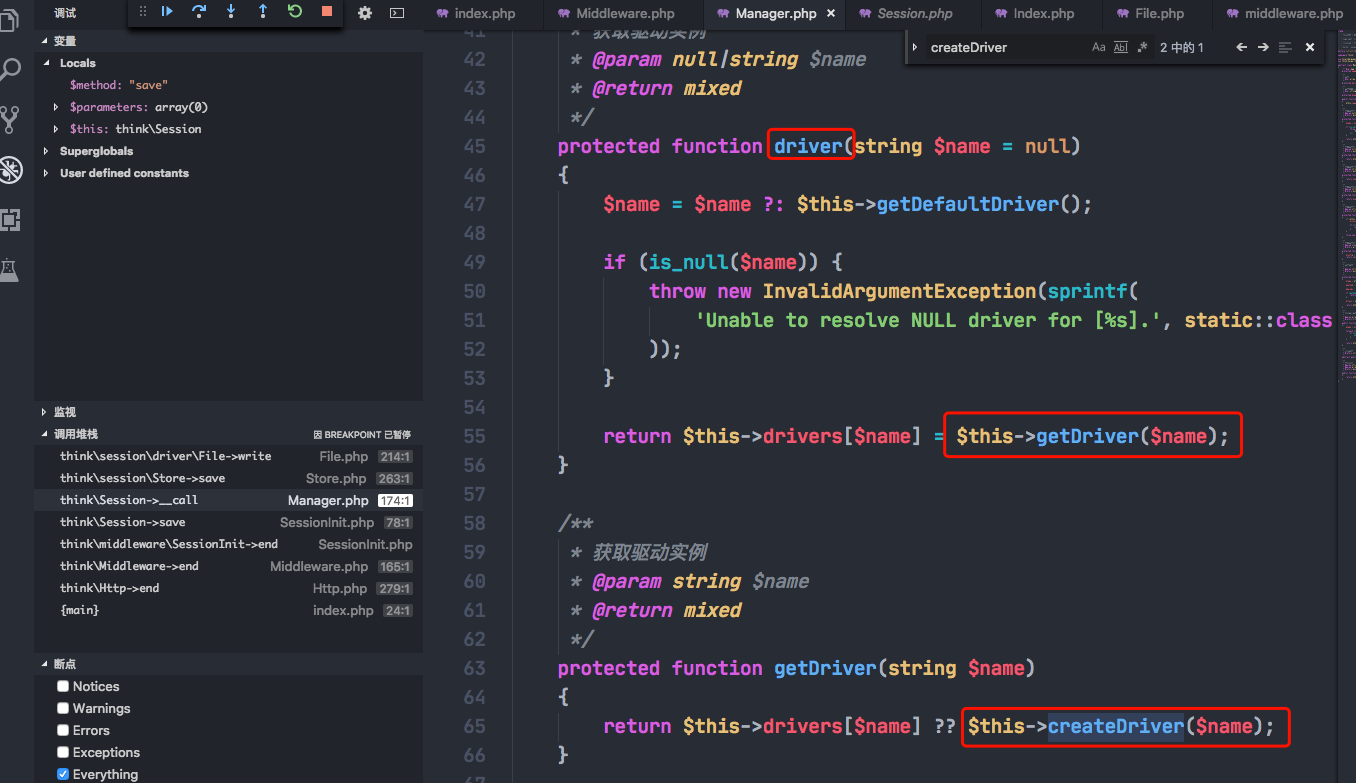 调试
index.php
Middleware.php
Manager.php ×
Session.php
Index.php
File.php
middleware.php
变量
Locals
$method: "save"
$parameters: array(0)
$this: think\Session
Superglobals
User defined constants
监视
调用堆栈
因 BREAKPOINT 已暂停
think\session\driver\File->write File.php 214:1
think\session\Store->save Store.php 263:1
think\Session->__call Manager.php 174:1
think\Session->save SessionInit.php 78:1
think\middleware\SessionInit->end SessionInit.php
think\Middleware->end Middleware.php 165:1
think\Http->end Http.php 279:1
{main} index.php 24:1
断点
Notices
Warnings
Errors
Exceptions
Everything
createDriver Aa Abl .* 2 中的 1
41 * 获取驱动实例
42 * @param null|string $name
43 * @return mixed
44 */
45 protected function driver(string $name = null)
46 {
47 $name = $name ?: $this->getDefaultDriver();
48
49 if (is_null($name)) {
50 throw new InvalidArgumentException(sprintf(
51 'Unable to resolve NULL driver for [%s].', static::class
52 ));
53 }
54
55 return $this->drivers[$name] = $this->getDriver($name);
56 }
57
58 /**
59 * 获取驱动实例
60 * @param string $name
61 * @return mixed
62 */
63 protected function getDriver(string $name)
64 {
65 return $this->drivers[$name] ?? $this->createDriver($name);
66 }